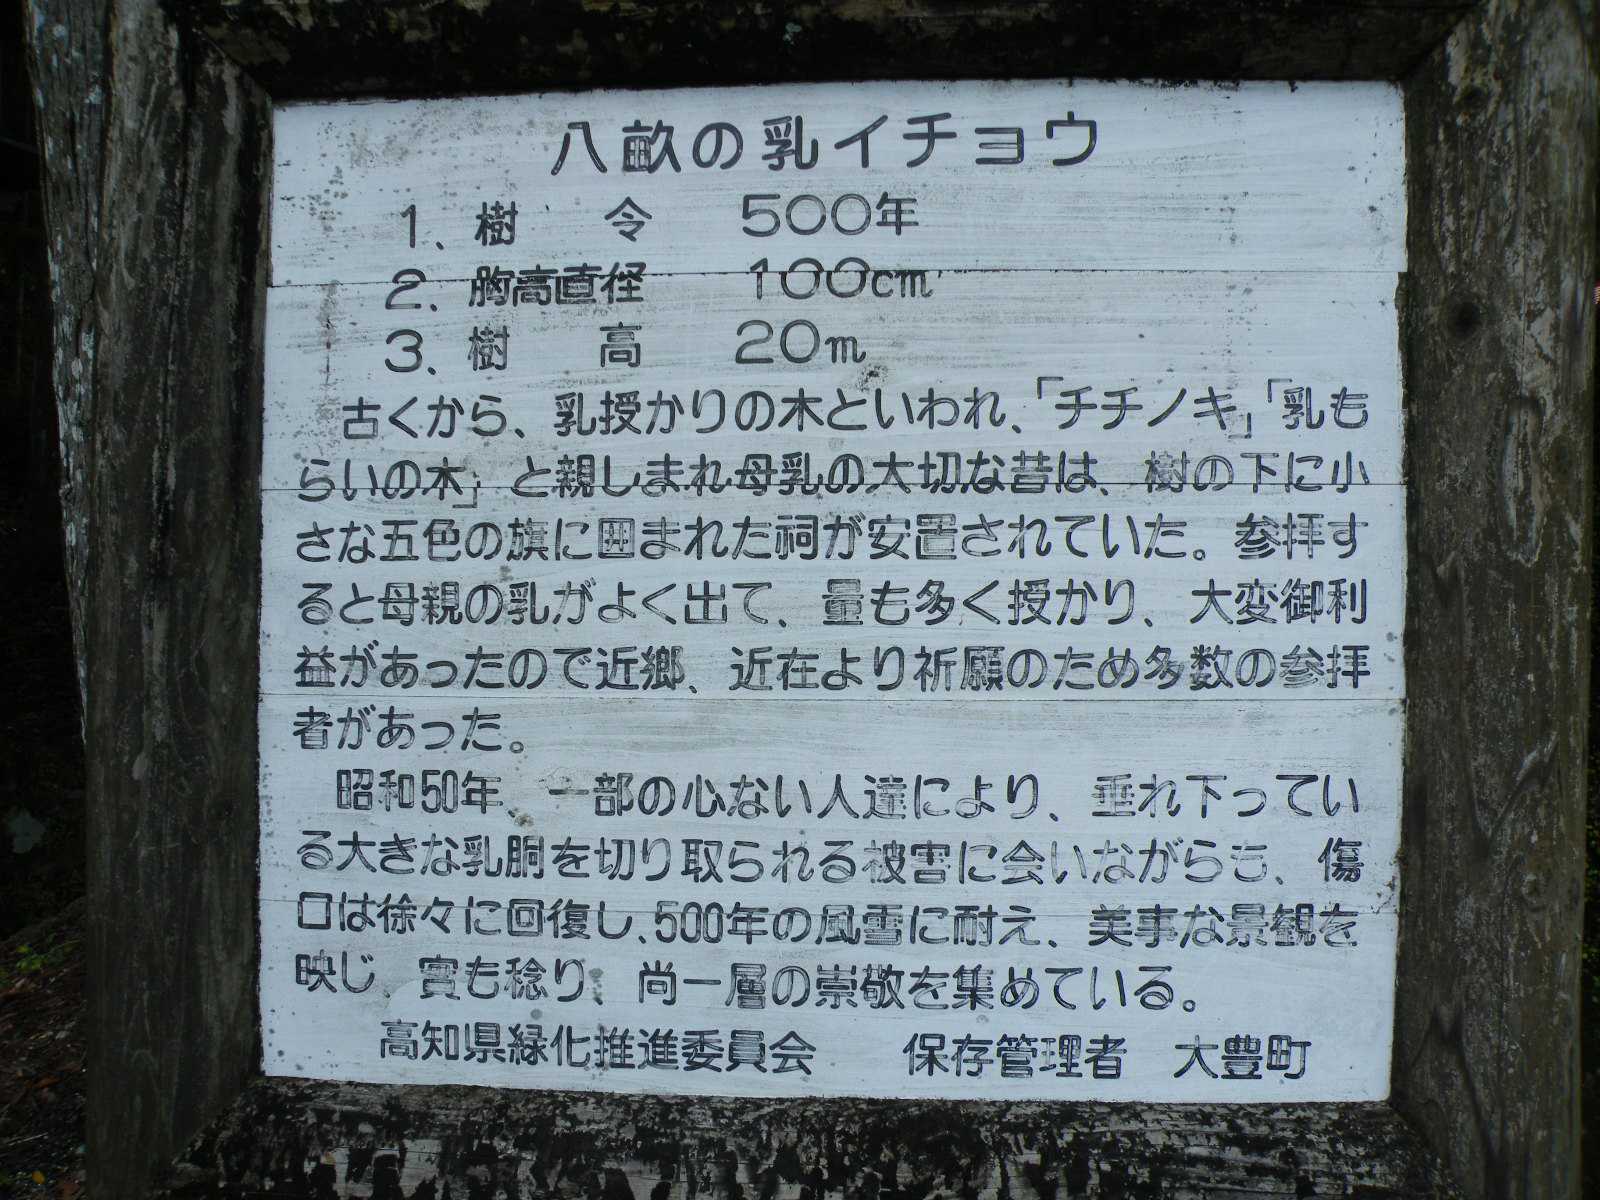 八畝の乳イチョウ
1、樹　令　500年
2、胸高直径　100cm
3、樹　高　20m
古くから、乳授かりの木といわれ、「チチノキ」「乳も
らいの木」と親しまれ母乳の大切な昔は、樹の下に小
さな五色の旗に囲まれた祠が安置されていた。参拝す
ると母親の乳がよく出て、量も多く授かり、大変御利
益があったので近郷、近在より祈願のため多数の参拝
者があった。
昭和50年、一部の心ない人達により、垂れ下ってい
る大きな乳胴を切り取られる被害に会いながらも、傷
口は徐々に回復し、500年の風雪に耐え、美事な景観を
映じ、實も稔り、尚一層の崇敬を集めている。
高知県緑化推進委員会　保存管理者　大豊町